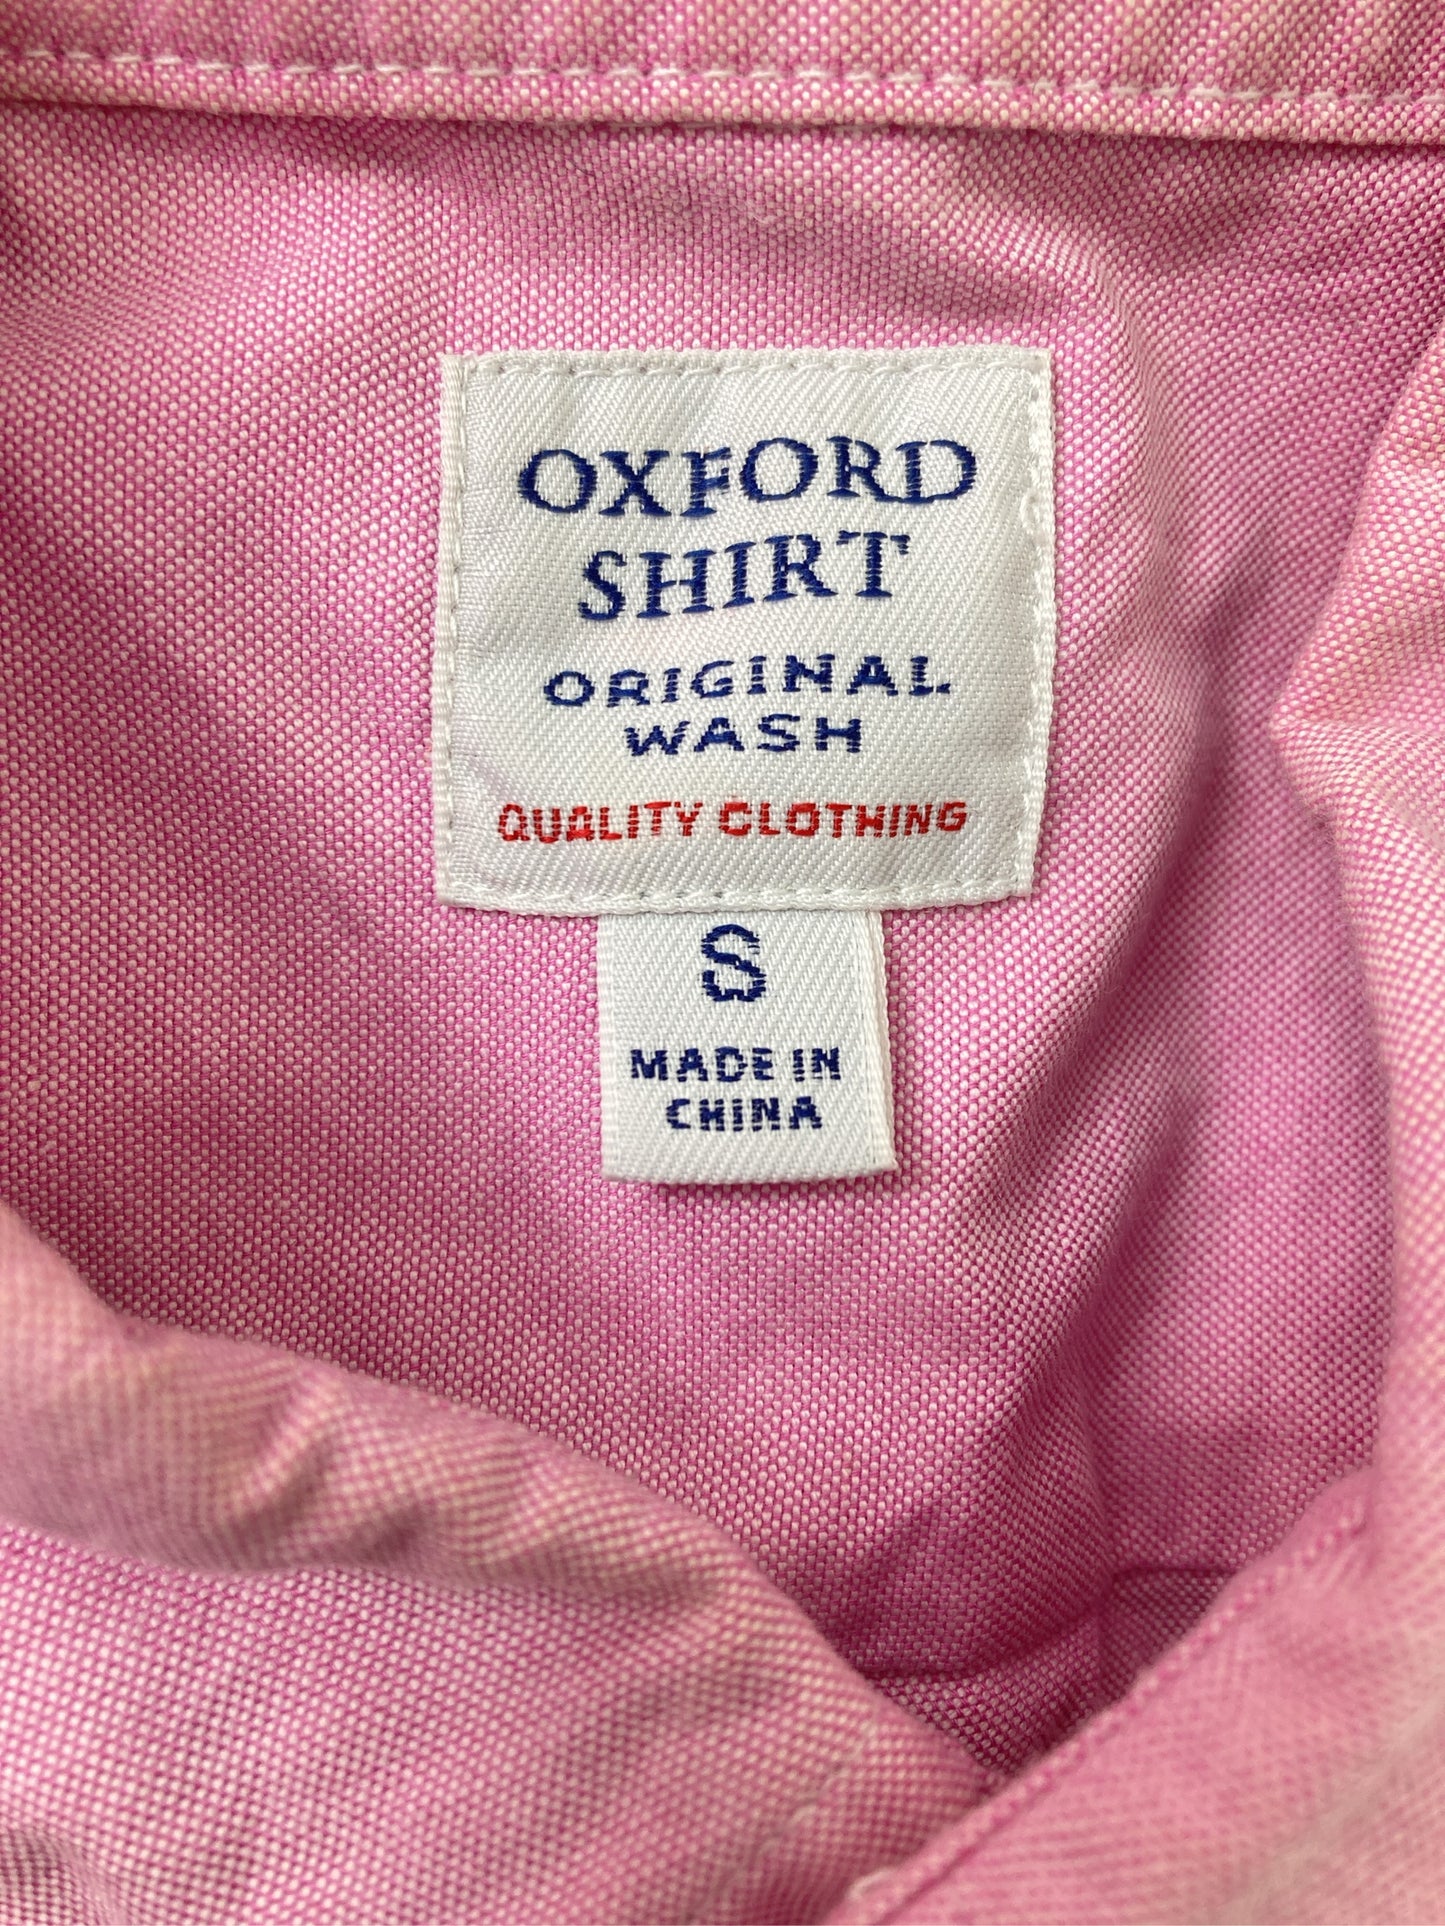 OXFORD
SHIRT
ORIGINAL
WASH
QUALITY CLOTHING
S
MADE IN
CHINA